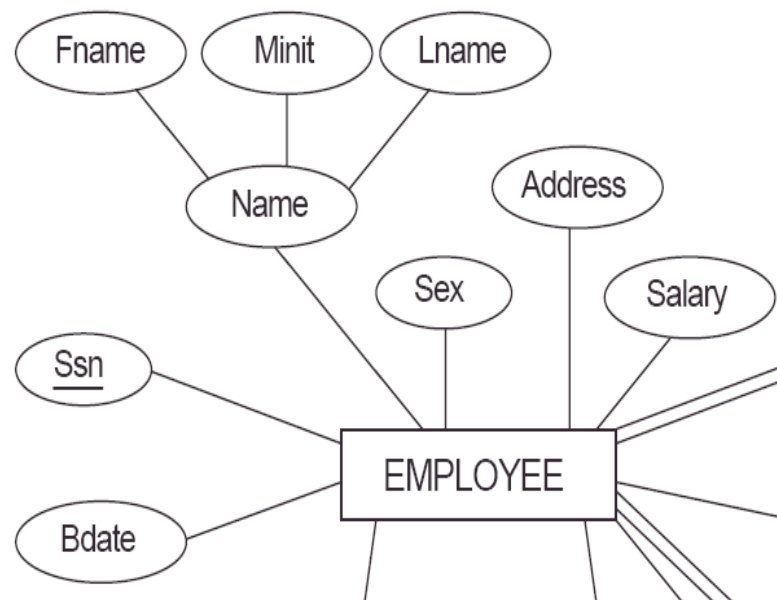 Fname
Minit
Lname
Name
Address
Sex
Salary
Ssn
EMPLOYEE
Bdate